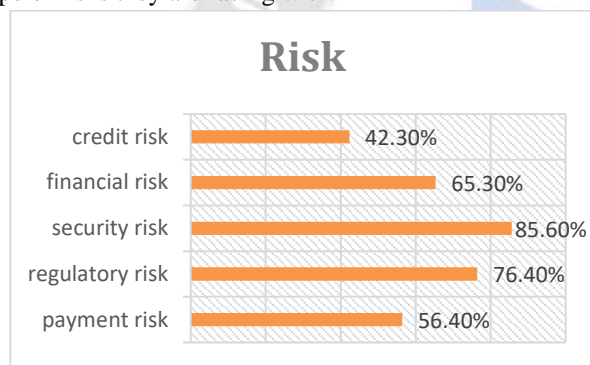 Risk
credit risk 42.30%
financial risk 65.30%
security risk 85.60%
regulatory risk 76.40%
payment risk 56.40%